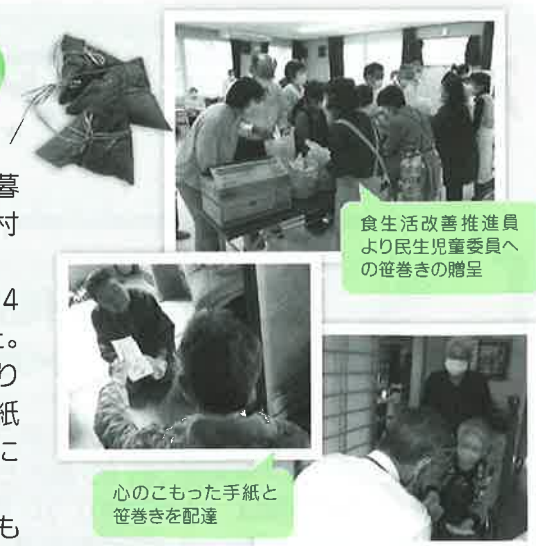 食生活改善推進員
より民生児童委員へ
の笹巻きの贈呈
心のこもった手紙と
笹巻きを配達
暮
村
4
た。
り
紙
に
も